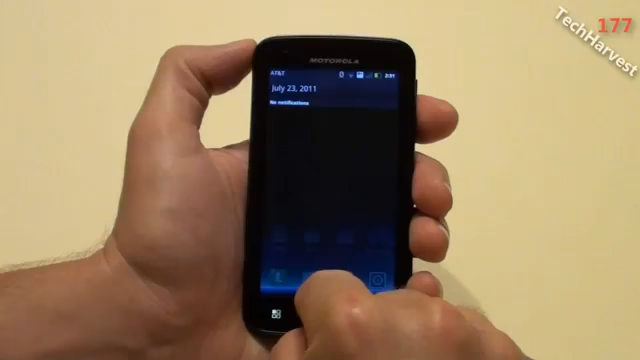 177
TechHarvest
MOTOROLA
AT&T 2:31
July 23, 2011
No notifications